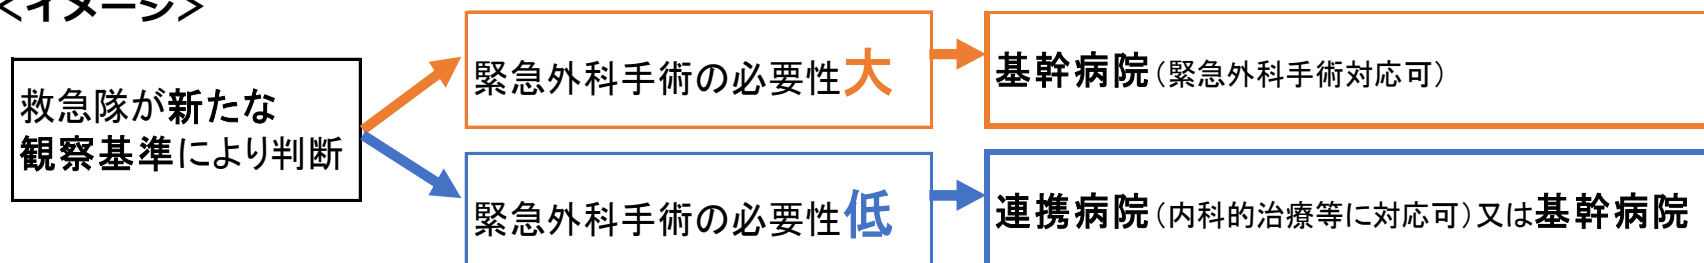 <イメージ>
救急隊が新たな
観察基準により判断
緊急外科手術の必要性大
基幹病院（緊急外科手術対応可）
緊急外科手術の必要性低
連携病院（内科的治療等に対応可）又は基幹病院